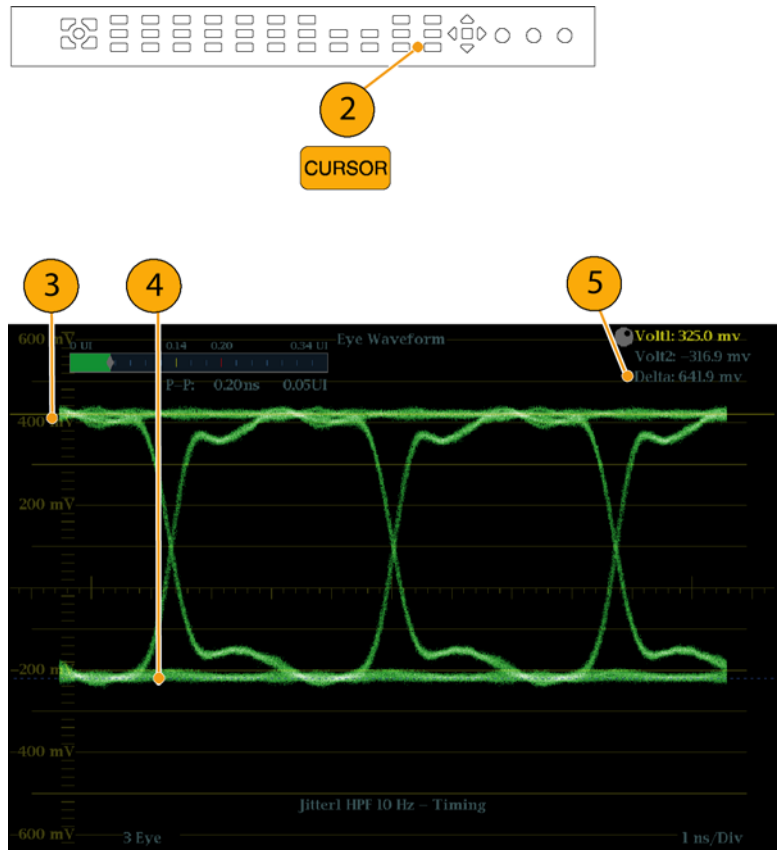 2
CURSOR
3
4
5
600 mV
0 UI 0.14 0.20 0.34 UI
P-P: 0.20ns 0.05UI
Eye Waveform
Volt1: 325.0 mv
Volt2: -316.9 mv
Delta: 641.9 mv
400 mV
200 mV
-200 mV
-400 mV
Jitter1 HPF 10 Hz - Timing
-600 mV
3 Eye
1 ns/Div